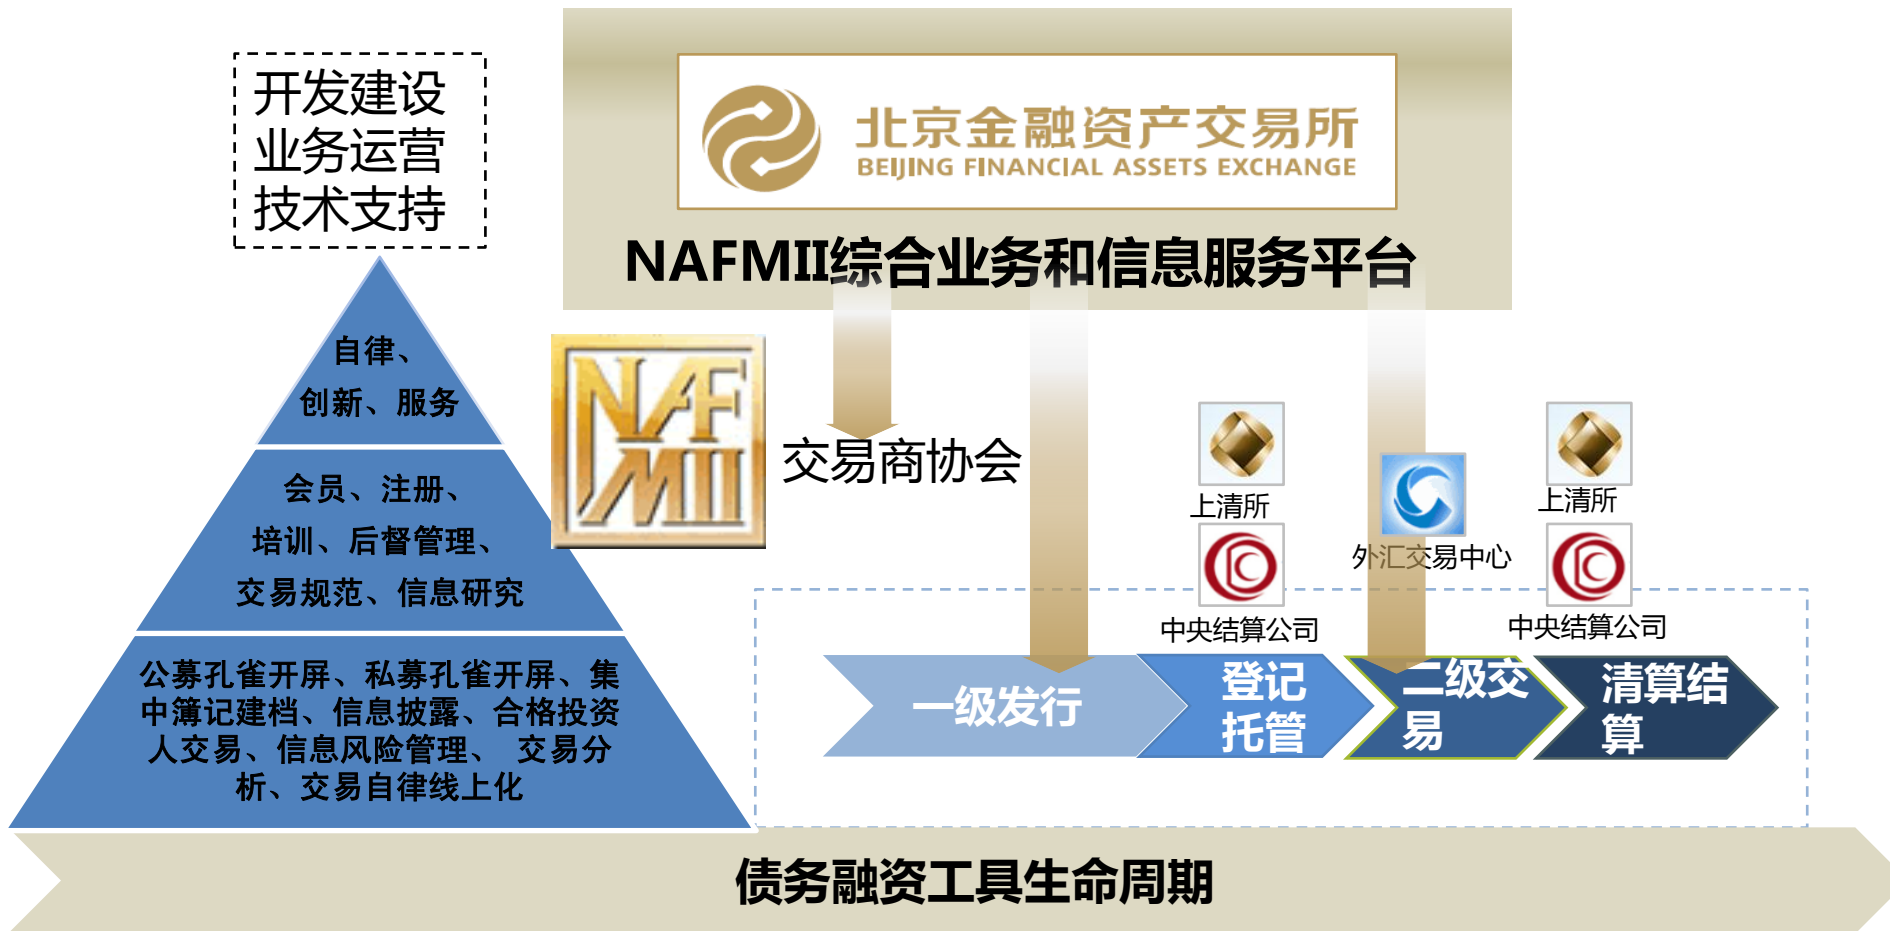 开发建设
业务运营
技术支持
北京金融资产交易所
BEIJING FINANCIAL ASSETS EXCHANGE
NAFMII综合业务和信息服务平台
自律、
创新、服务
会员、注册、
培训、后督管理、
交易规范、信息研究
公募孔雀开屏、私募孔雀开屏、集
中簿记建档、信息披露、合格投资
人交易、信息风险管理、 交易分
析、交易自律线上化
NAF
MII
交易商协会
上清所
中央结算公司
外汇交易中心
上清所
中央结算公司
一级发行
登记
托管
二级交
易
清算结
算
债务融资工具生命周期